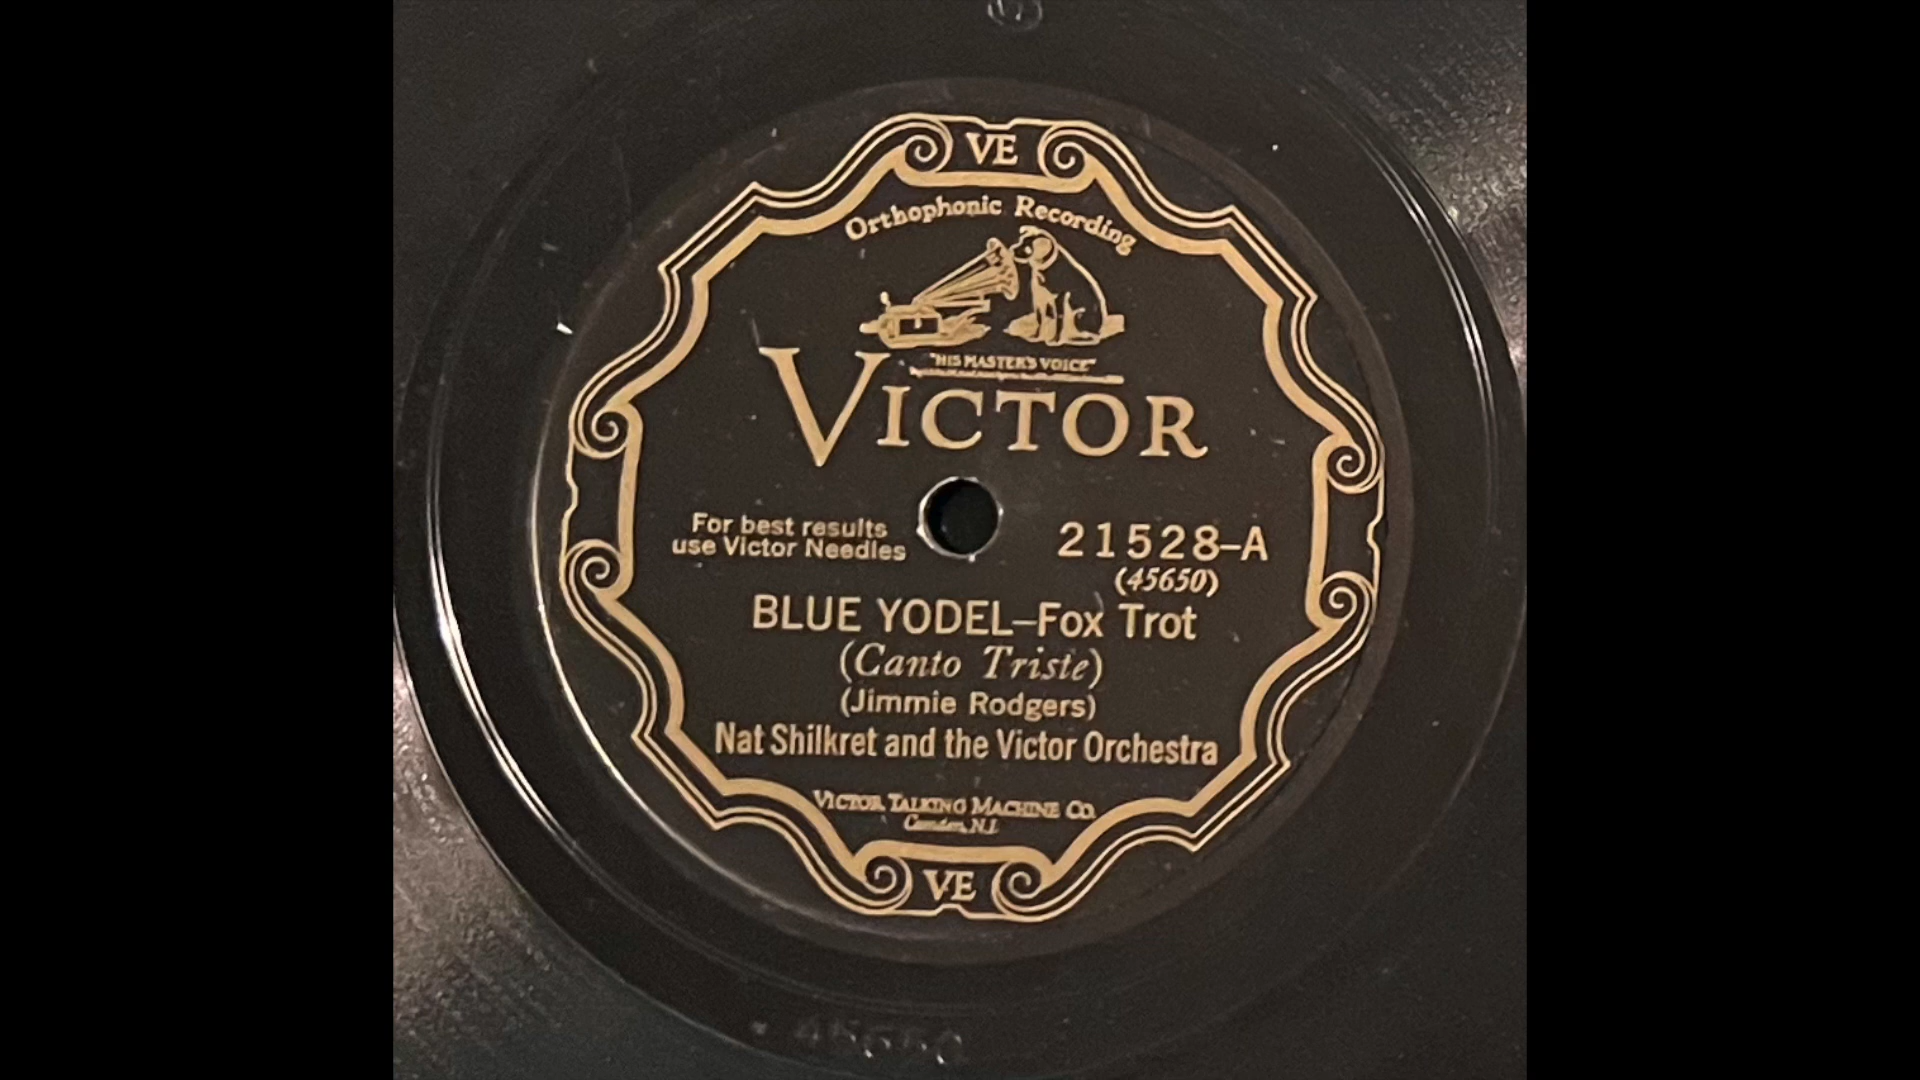 VE
Orthophonic Recording
"HIS MASTER'S VOICE"
VICTOR
For best results
use Victor Needles
21528-A
(45650)
BLUE YODEL-Fox Trot
(Canto Triste)
(Jimmie Rodgers)
Nat Shilkret and the Victor Orchestra
VICTOR TALKING MACHINE CO.
Camden, N.J.
VE
45650